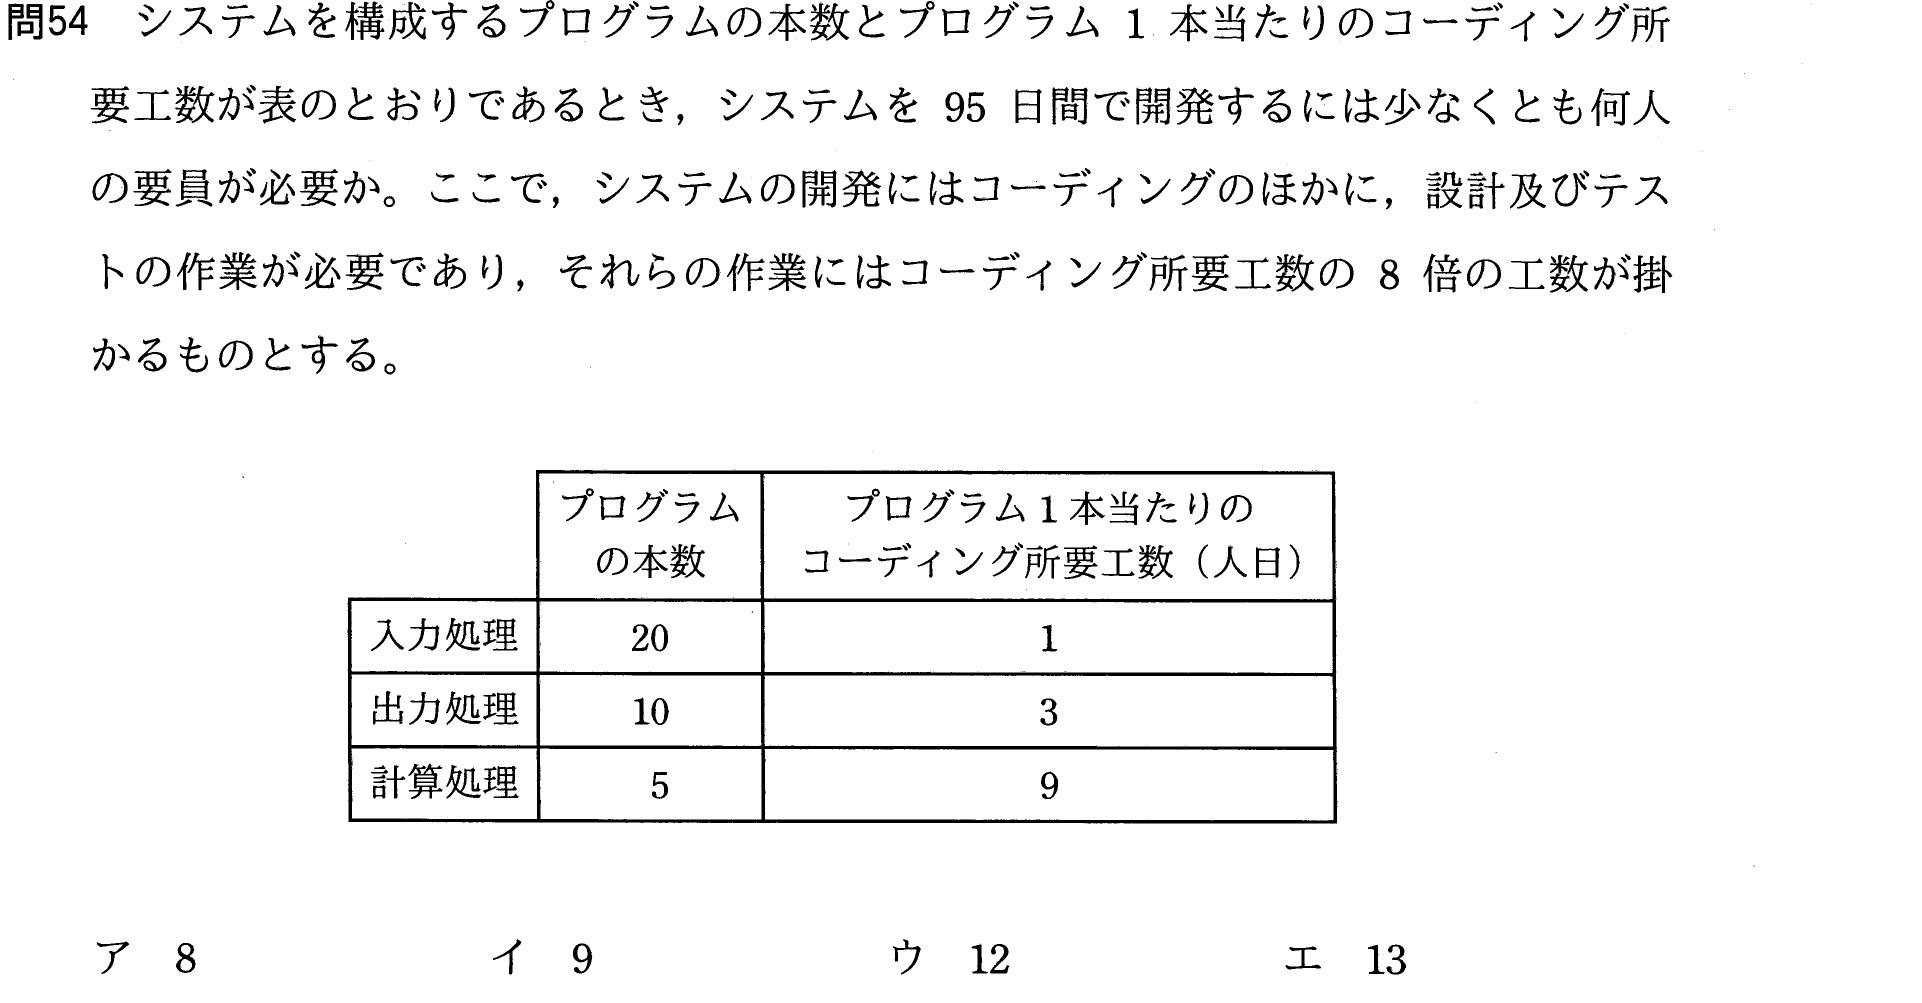 問54 システムを構成するプログラムの本数とプログラム 1 本当たりのコーディング所
要工数が表のとおりであるとき，システムを 95 日間で開発するには少なくとも何人
の要員が必要か。ここで，システムの開発にはコーディングのほかに，設計及びテス
トの作業が必要であり，それらの作業にはコーディング所要工数の 8 倍の工数が掛
かるものとする。
プログラム
の本数
プログラム1本当たりの
コーディング所要工数（人日）
入力処理 20 1
出力処理 10 3
計算処理 5 9
ア 8 イ 9 ウ 12 エ 13